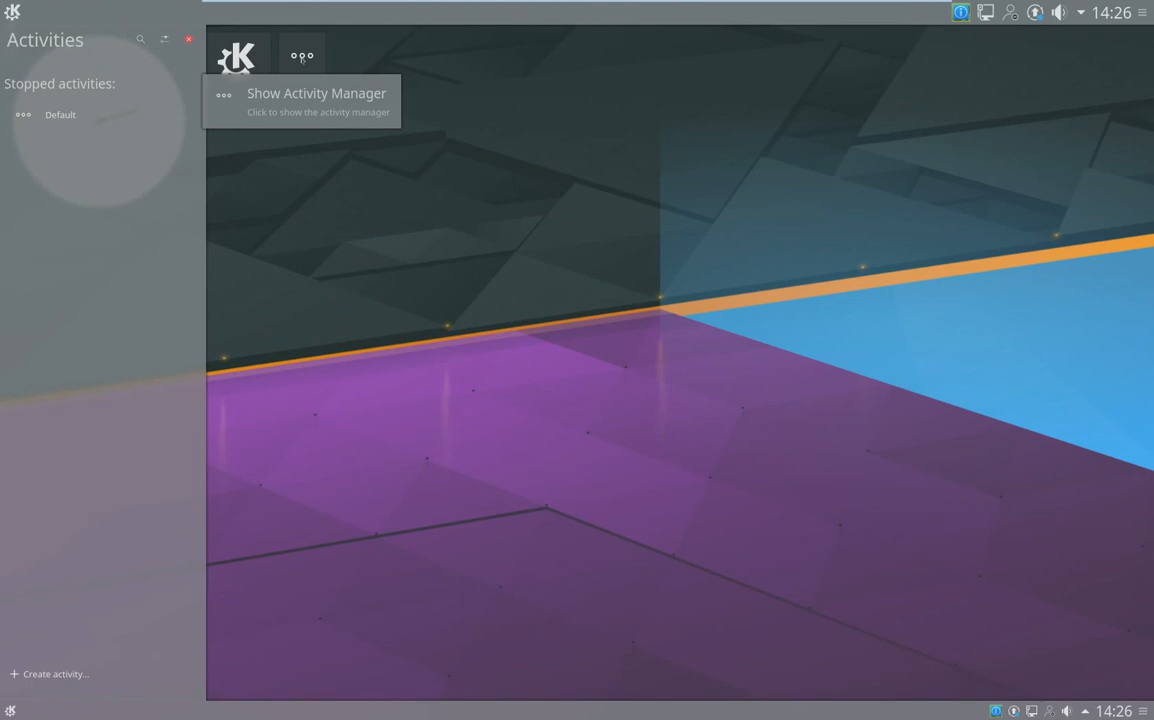 14:26
Activities
Stopped activities:
Default
Show Activity Manager
Click to show the activity manager
Create activity...
14:26